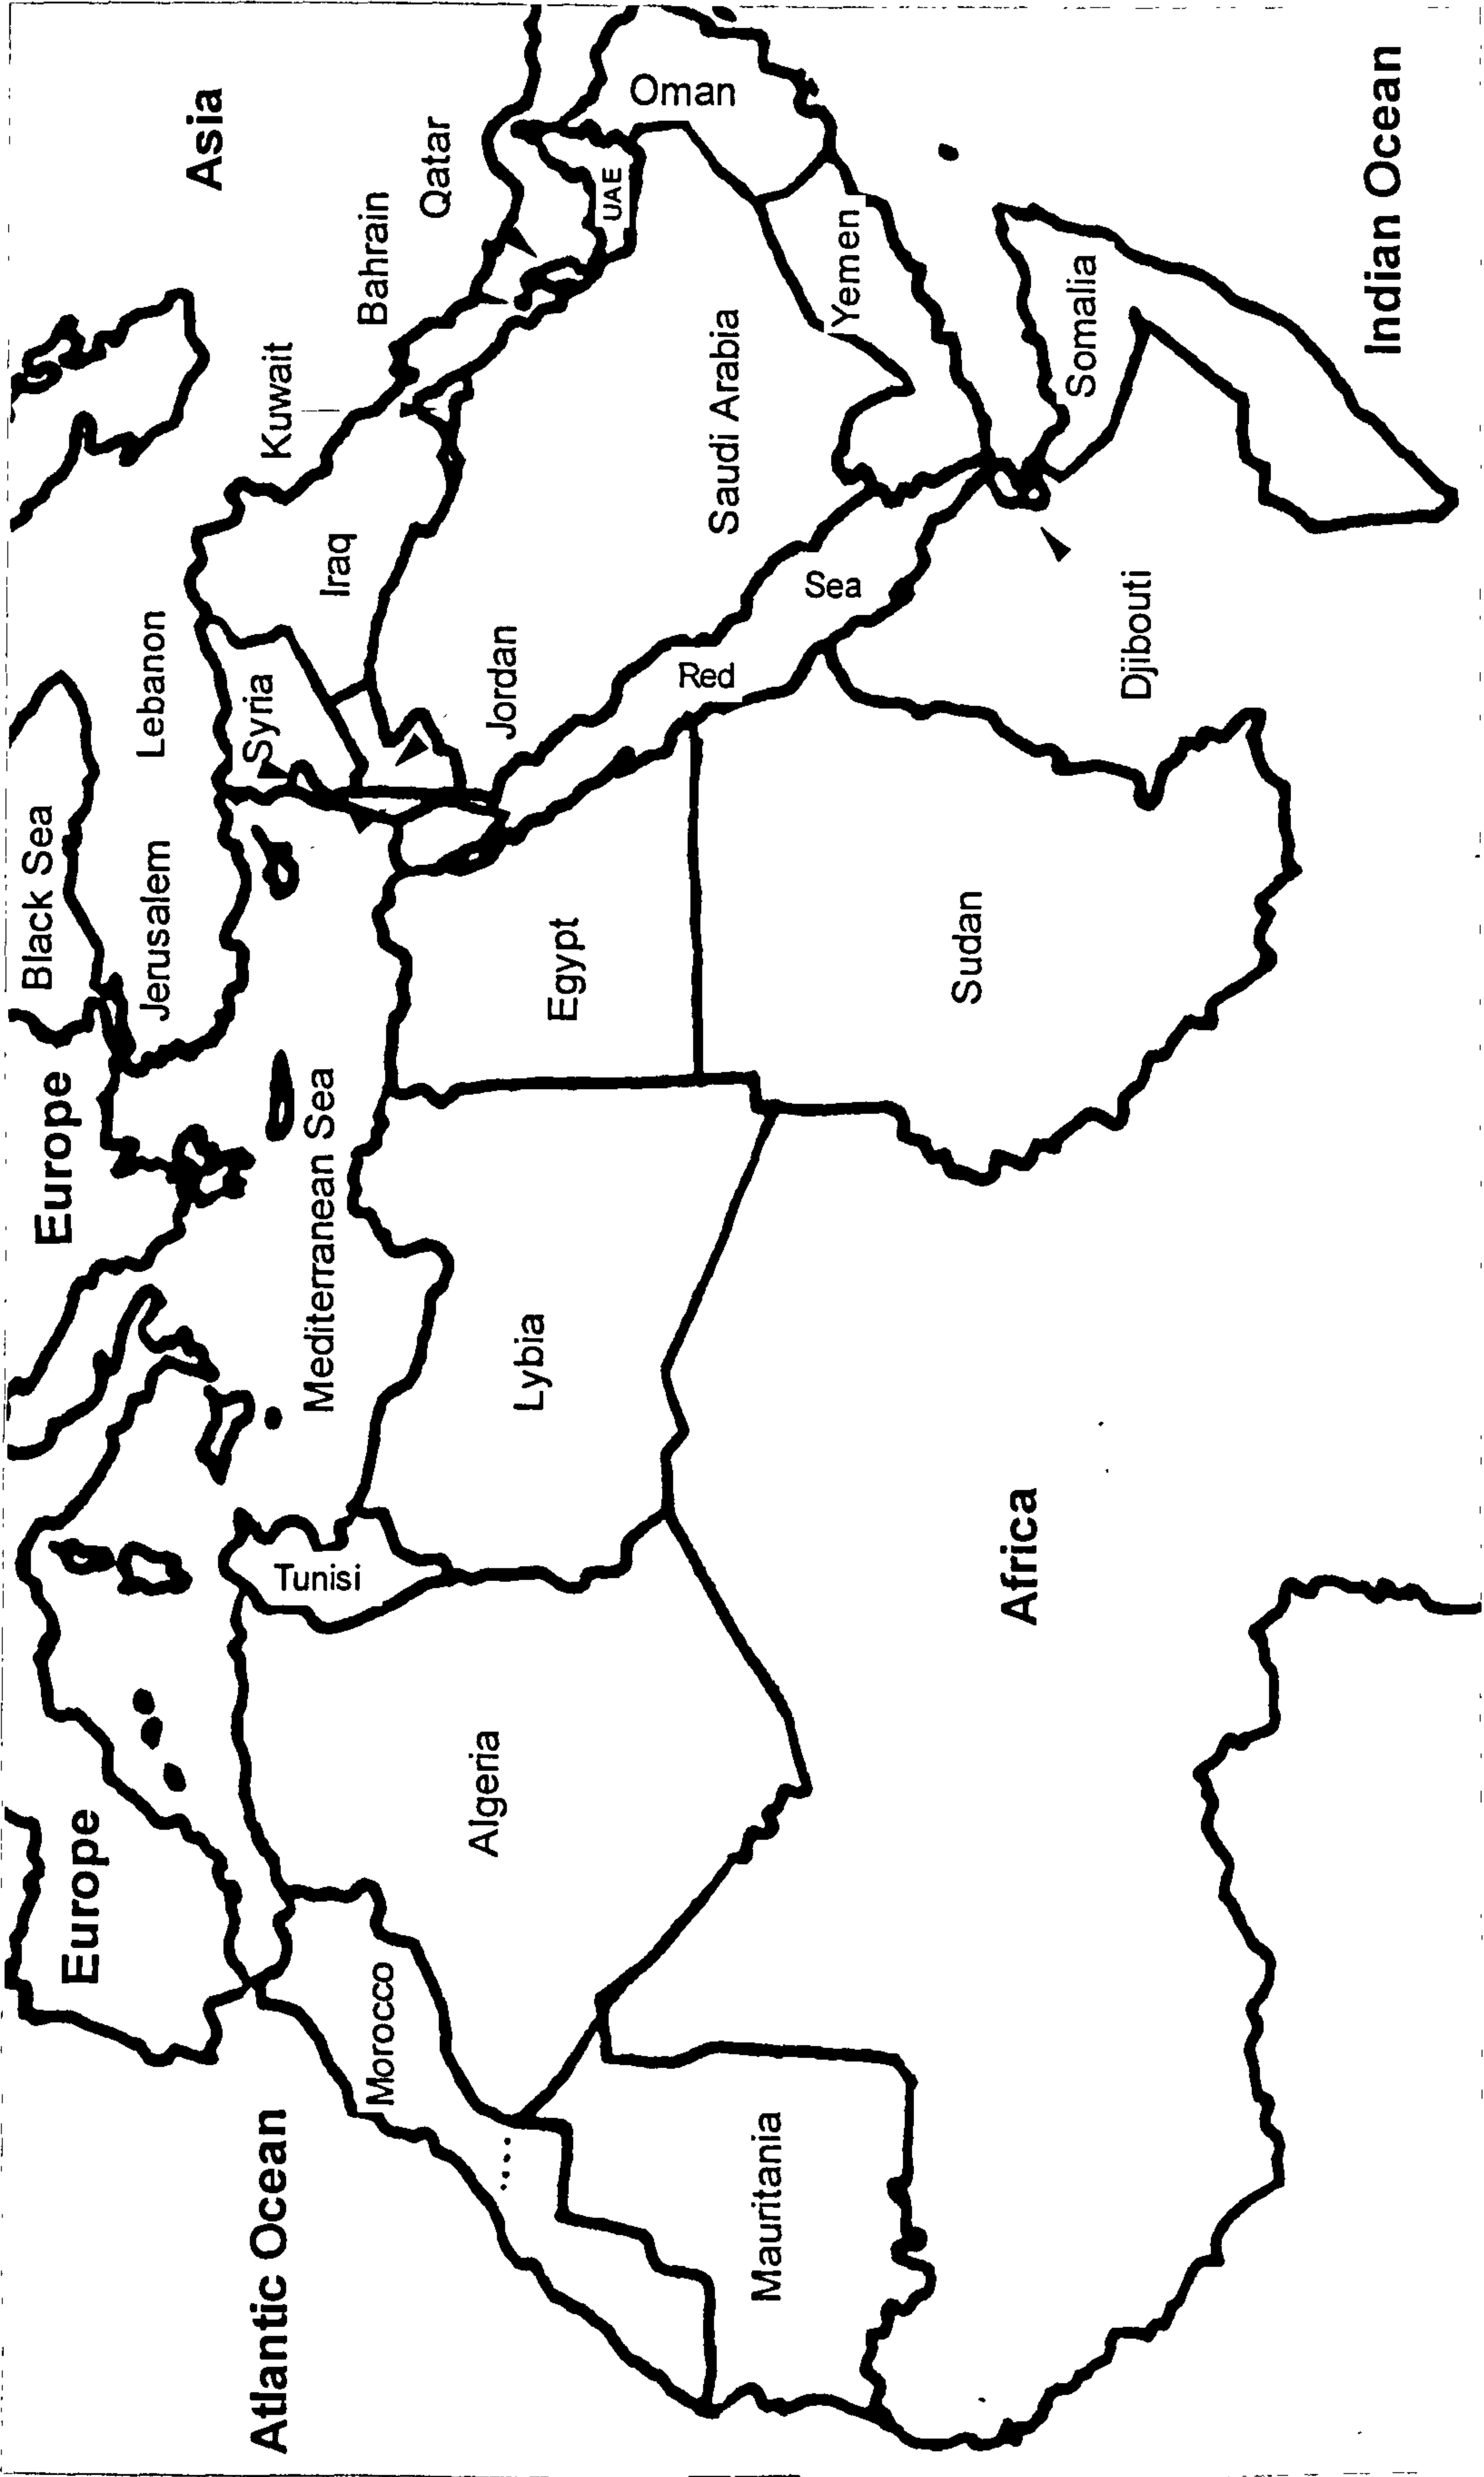 Europe
Black Sea
Europe
Asia
Jerusalem
Lebanon
Atlantic Ocean
Mediterranean Sea
Syria
Kuwait
Tunisi
Iraq
Bahrain
Morocco
Qatar
Algeria
Lybia
Egypt
Jordan
UAE
Oman
Red
Saudi Arabia
Mauritania
Sea
Yemen
Sudan
Africa
Somalia
Djibouti
Indian Ocean